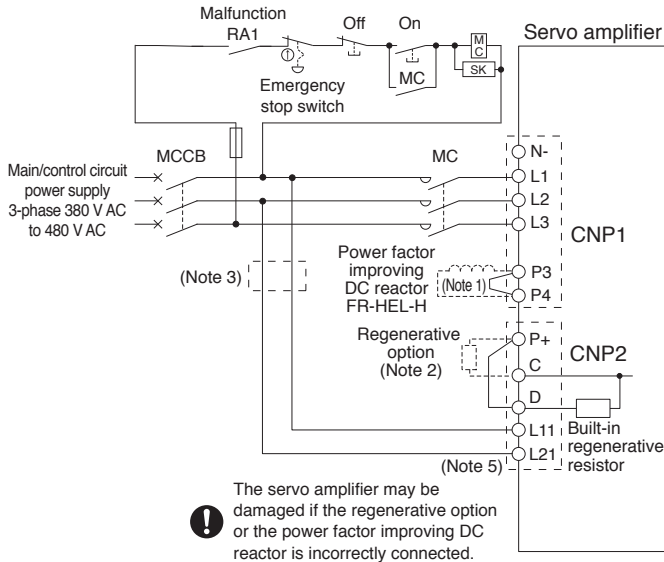 Malfunction
RA1
Off
On
MC
SK
MC
Emergency
stop switch
Servo amplifier
Main/control circuit
power supply
3-phase 380 V AC
to 480 V AC
MCCB
MC
N-
L1
L2
L3
CNP1
(Note 3)
Power factor
improving
DC reactor
FR-HEL-H
(Note 1)
P3
P4
Regenerative
option
(Note 2)
P+
C
D
CNP2
L11
L21
Built-in
regenerative
resistor
(Note 5)
The servo amplifier may be
damaged if the regenerative option
or the power factor improving DC
reactor is incorrectly connected.